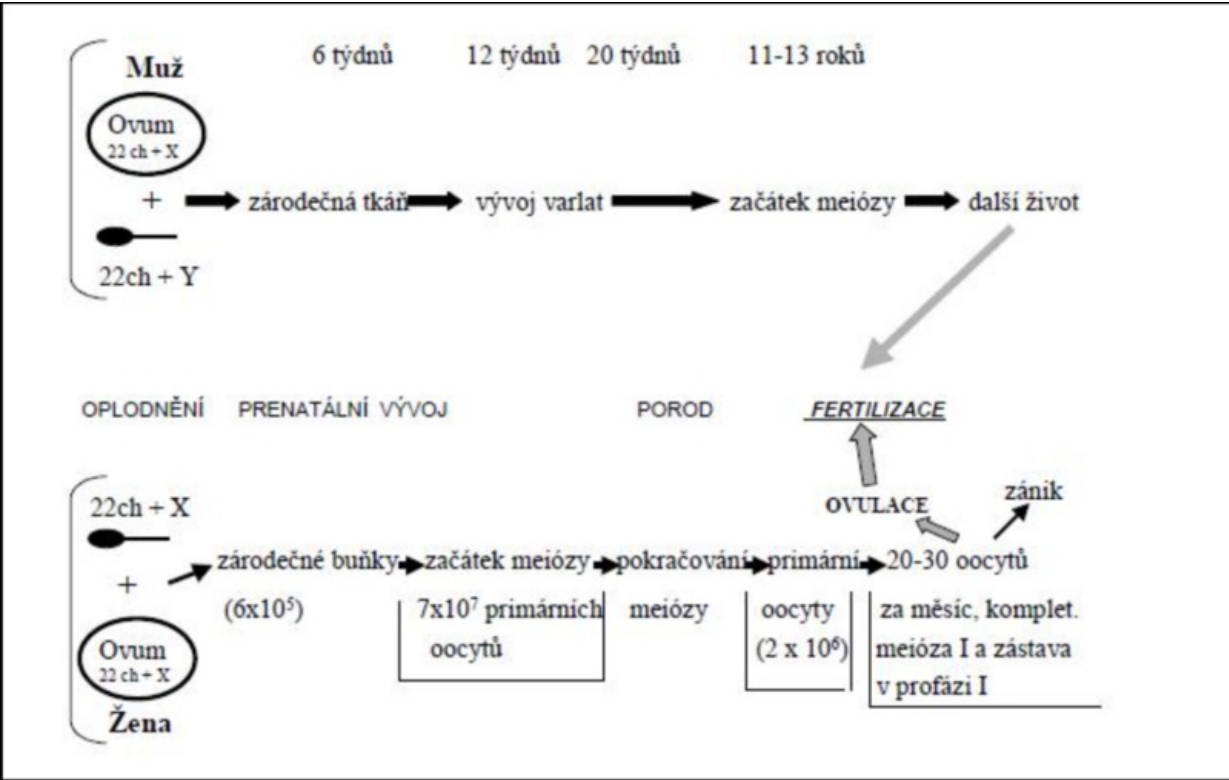 Muž
6 týdnů 12 týdnů 20 týdnů 11-13 roků
Ovum
22 ch + X
+ zárodečná tkáň vývoj varlat začátek meiózy další život
22ch + Y
OPLODNĚNÍ PRENATÁLNÍ VÝVOJ POROD FERTILIZACE
22ch + X
OVULACE zánik
+ zárodečné buňky začátek meiózy pokračování primární 20-30 oocytů
(6x10⁵) 7x10⁷ primárních meiózy oocyty za měsíc, komplet.
Ovum oocytů (2 x 10⁶) meióza I a zástava
22 ch + X v profázi I
Žena